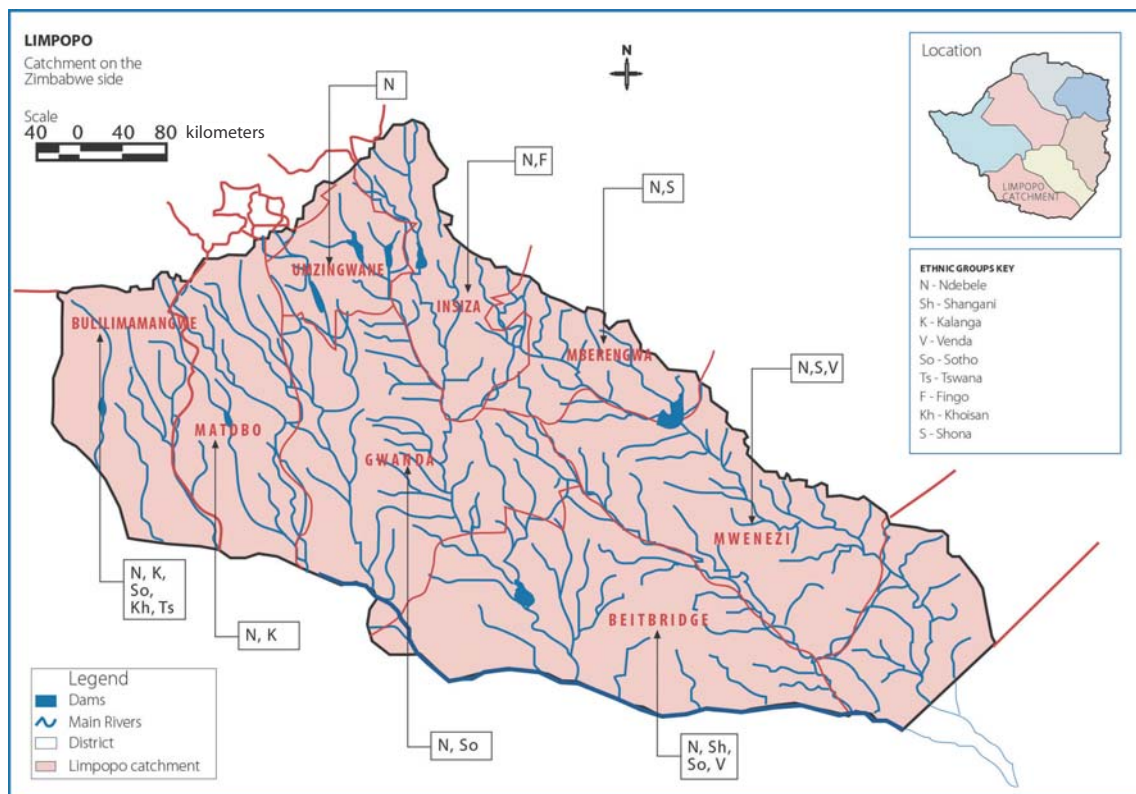 LIMPOPO
Catchment on the
Zimbabwe side
Scale
40 0 40 80 kilometers
N
Location
LIMPOPO
CATCHMENT
ETHNIC GROUPS KEY
N - Ndebele
Sh - Shangani
K - Kalanga
V - Venda
So - Sotho
Ts - Tswana
F - Fingo
Kh - Khoisan
S - Shona
N
N,F
N,S
N,S,V
UMZINGWANE
INSIZA
BULILIMAMANGWE
MBERENGWA
MATOBO
GWANDA
MWENEZI
BEITBRIDGE
N, K,
So,
Kh, Ts
N, K
N, So
N, Sh,
So, V
Legend
Dams
Main Rivers
District
Limpopo catchment